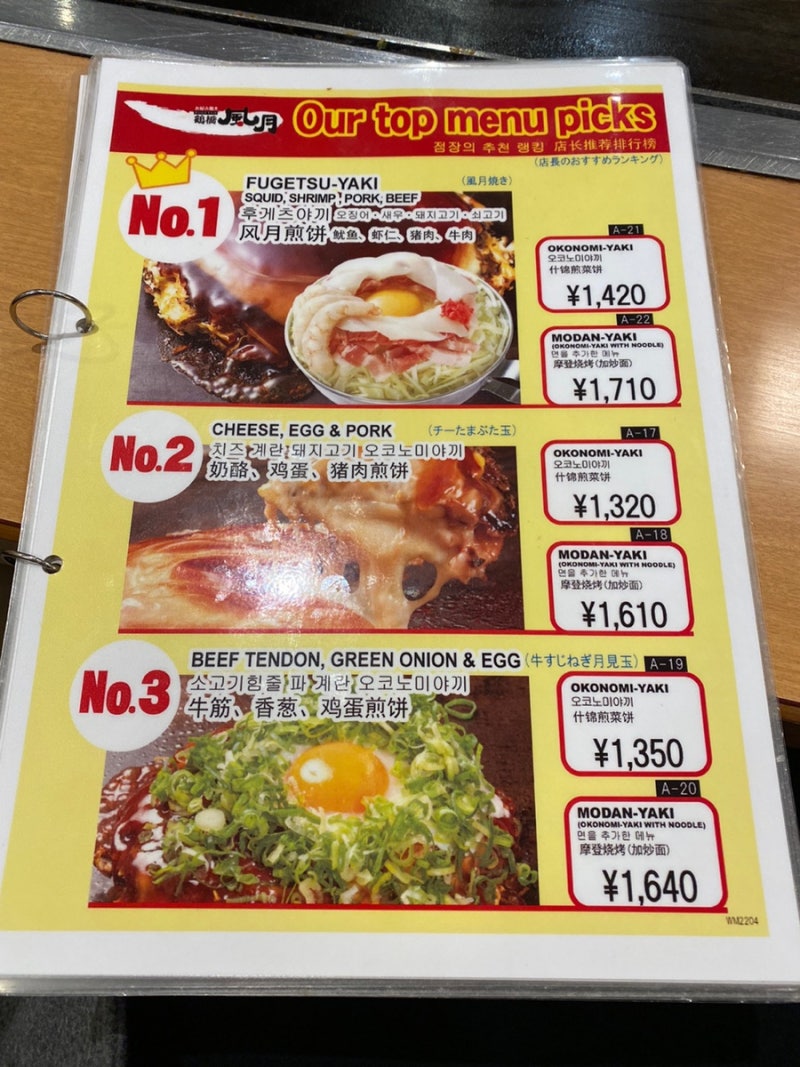 お好み焼き
鶴橋 風月
Our top menu picks
점장의 추천 랭킹 店长推荐排行榜
(店長のおすすめランキング)
No.1
FUGETSU-YAKI (風月焼き)
SQUID, SHRIMP, PORK, BEEF
후게츠야끼 오징어・새우・돼지고기・쇠고기
风月煎饼 鱿鱼、虾仁、猪肉、牛肉
A-21
OKONOMI-YAKI
오코노미야끼
什锦煎菜饼
¥1,420
A-22
MODAN-YAKI
(OKONOMI-YAKI WITH NOODLE)
면을 추가한 메뉴
摩登烧烤(加炒面)
¥1,710
No.2
CHEESE, EGG & PORK (チーたまぶた玉)
치즈 계란 돼지고기 오코노미야끼
奶酪、鸡蛋、猪肉煎饼
A-17
OKONOMI-YAKI
오코노미야끼
什锦煎菜饼
¥1,320
A-18
MODAN-YAKI
(OKONOMI-YAKI WITH NOODLE)
면을 추가한 메뉴
摩登烧烤(加炒面)
¥1,610
No.3
BEEF TENDON, GREEN ONION & EGG (牛すじねぎ月見玉)
소고기힘줄 파 계란 오코노미야끼
牛筋、香葱、鸡蛋煎饼
A-19
OKONOMI-YAKI
오코노미야끼
什锦煎菜饼
¥1,350
A-20
MODAN-YAKI
(OKONOMI-YAKI WITH NOODLE)
면을 추가한 메뉴
摩登烧烤(加炒面)
¥1,640
WM2204